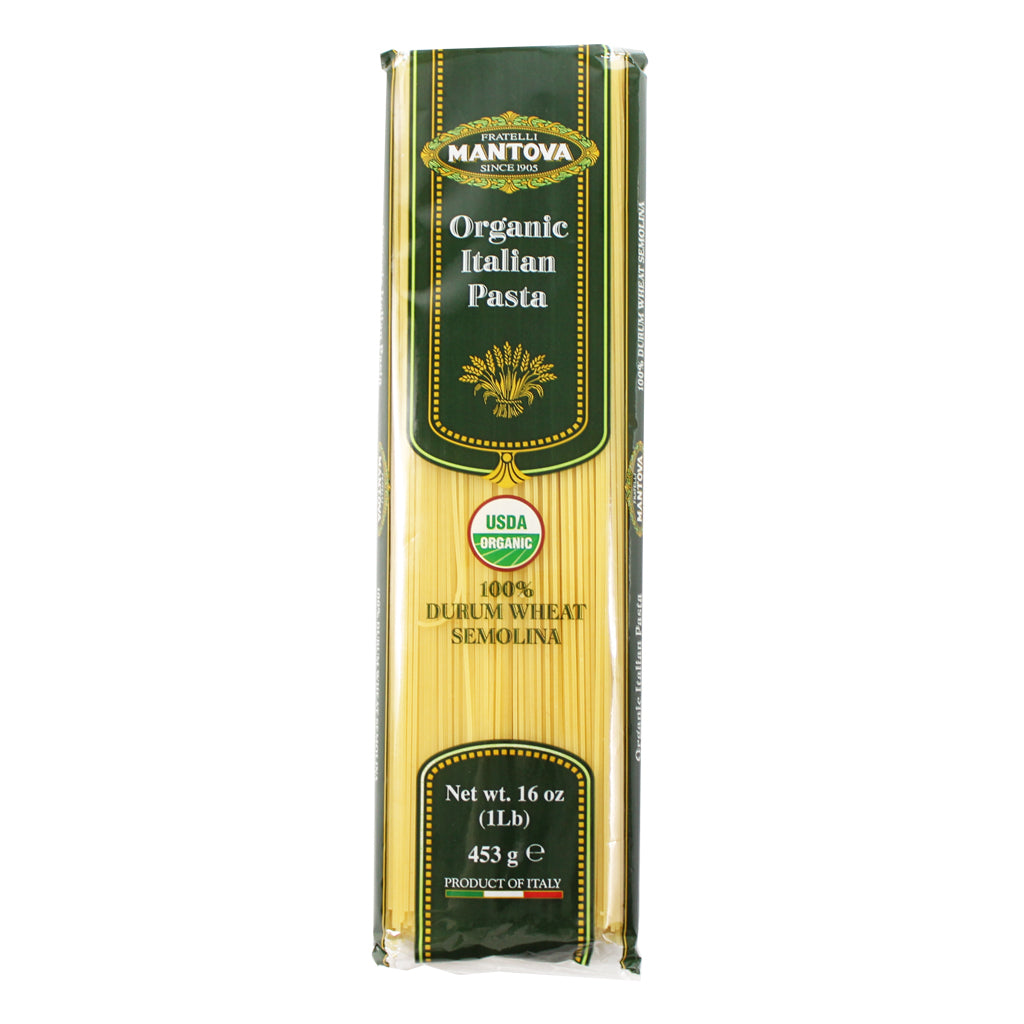 FRATELLI
MANTOVA
SINCE 1905
Organic
Italian
Pasta
USDA
ORGANIC
100%
DURUM WHEAT
SEMOLINA
Net wt. 16 oz
(1Lb)
453 g ℮
PRODUCT OF ITALY
100% DURUM WHEAT SEMOLINA
MANTOVA
Organic Italian Pasta